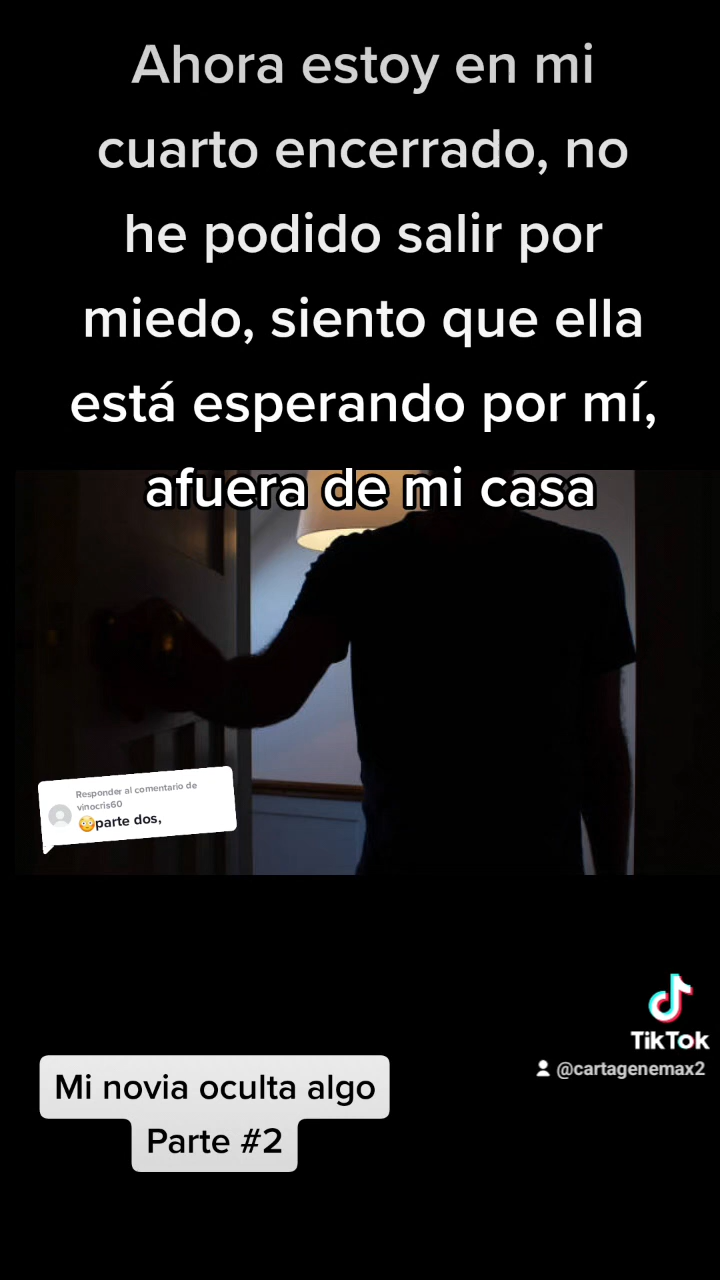 Ahora estoy en mi
cuarto encerrado, no
he podido salir por
miedo, siento que ella
está esperando por mí,
afuera de mi casa
Responder al comentario de
vinocris60
😳parte dos,
TikTok
@cartagenemax2
Mi novia oculta algo
Parte #2